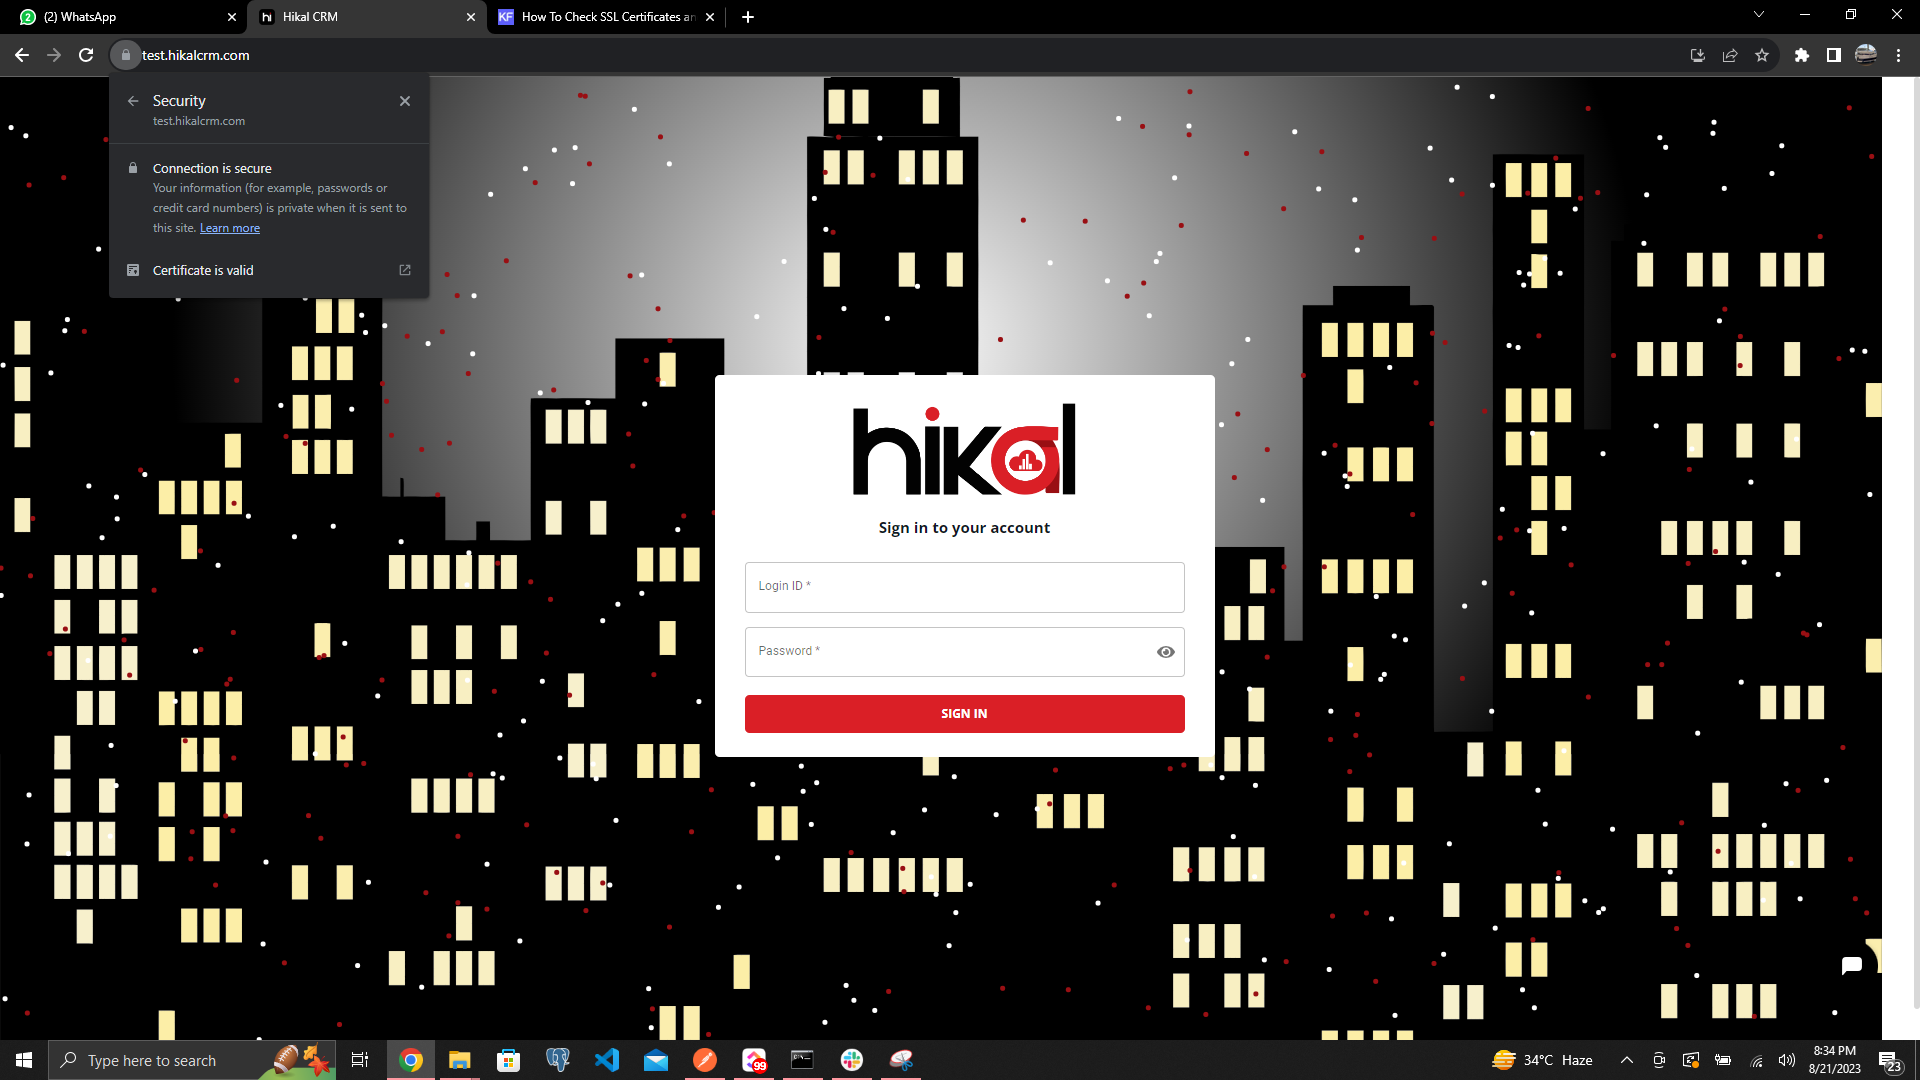 (2) WhatsApp
hi Hikal CRM
KF How To Check SSL Certificates an
test.hikalcrm.com
Security
test.hikalcrm.com
Connection is secure
Your information (for example, passwords or
credit card numbers) is private when it is sent to
this site. Learn more
Certificate is valid
hikal
Sign in to your account
Login ID *
Password *
SIGN IN
Type here to search
99
34°C Haze
8:34 PM
8/21/2023
23